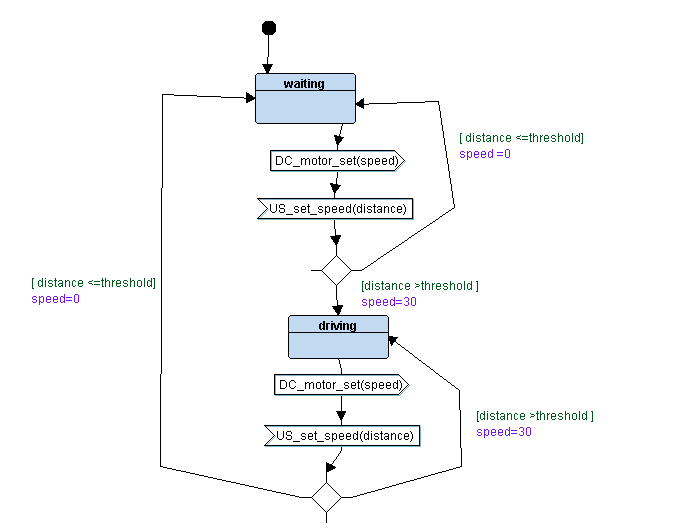 waiting
DC_motor_set(speed)
US_set_speed(distance)
[ distance <=threshold]
speed =0
[ distance <=threshold]
speed=0
[distance >threshold ]
speed=30
driving
DC_motor_set(speed)
US_set_speed(distance)
[distance >threshold ]
speed=30